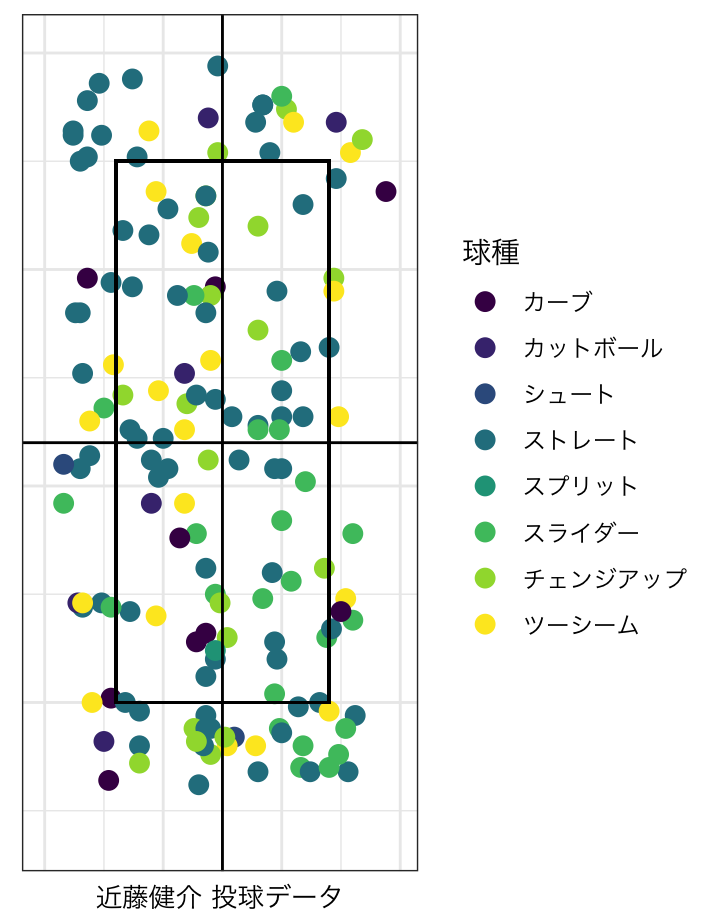 球種
カーブ
カットボール
シュート
ストレート
スプリット
スライダー
チェンジアップ
ツーシーム
近藤健介 投球データ